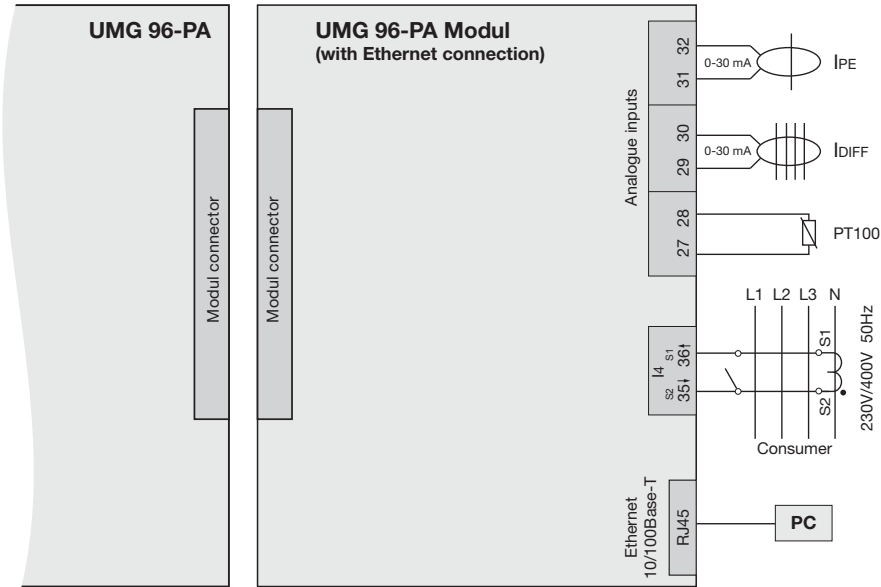 UMG 96-PA
UMG 96-PA Modul
(with Ethernet connection)
Modul connector
Modul connector
Analogue inputs
32
31
0-30 mA
IPE
30
29
0-30 mA
IDIFF
28
27
PT100
L1 L2 L3 N
I4
S1
36
S2
35
S1
S2
230V/400V 50Hz
Consumer
Ethernet
10/100Base-T
RJ45
PC